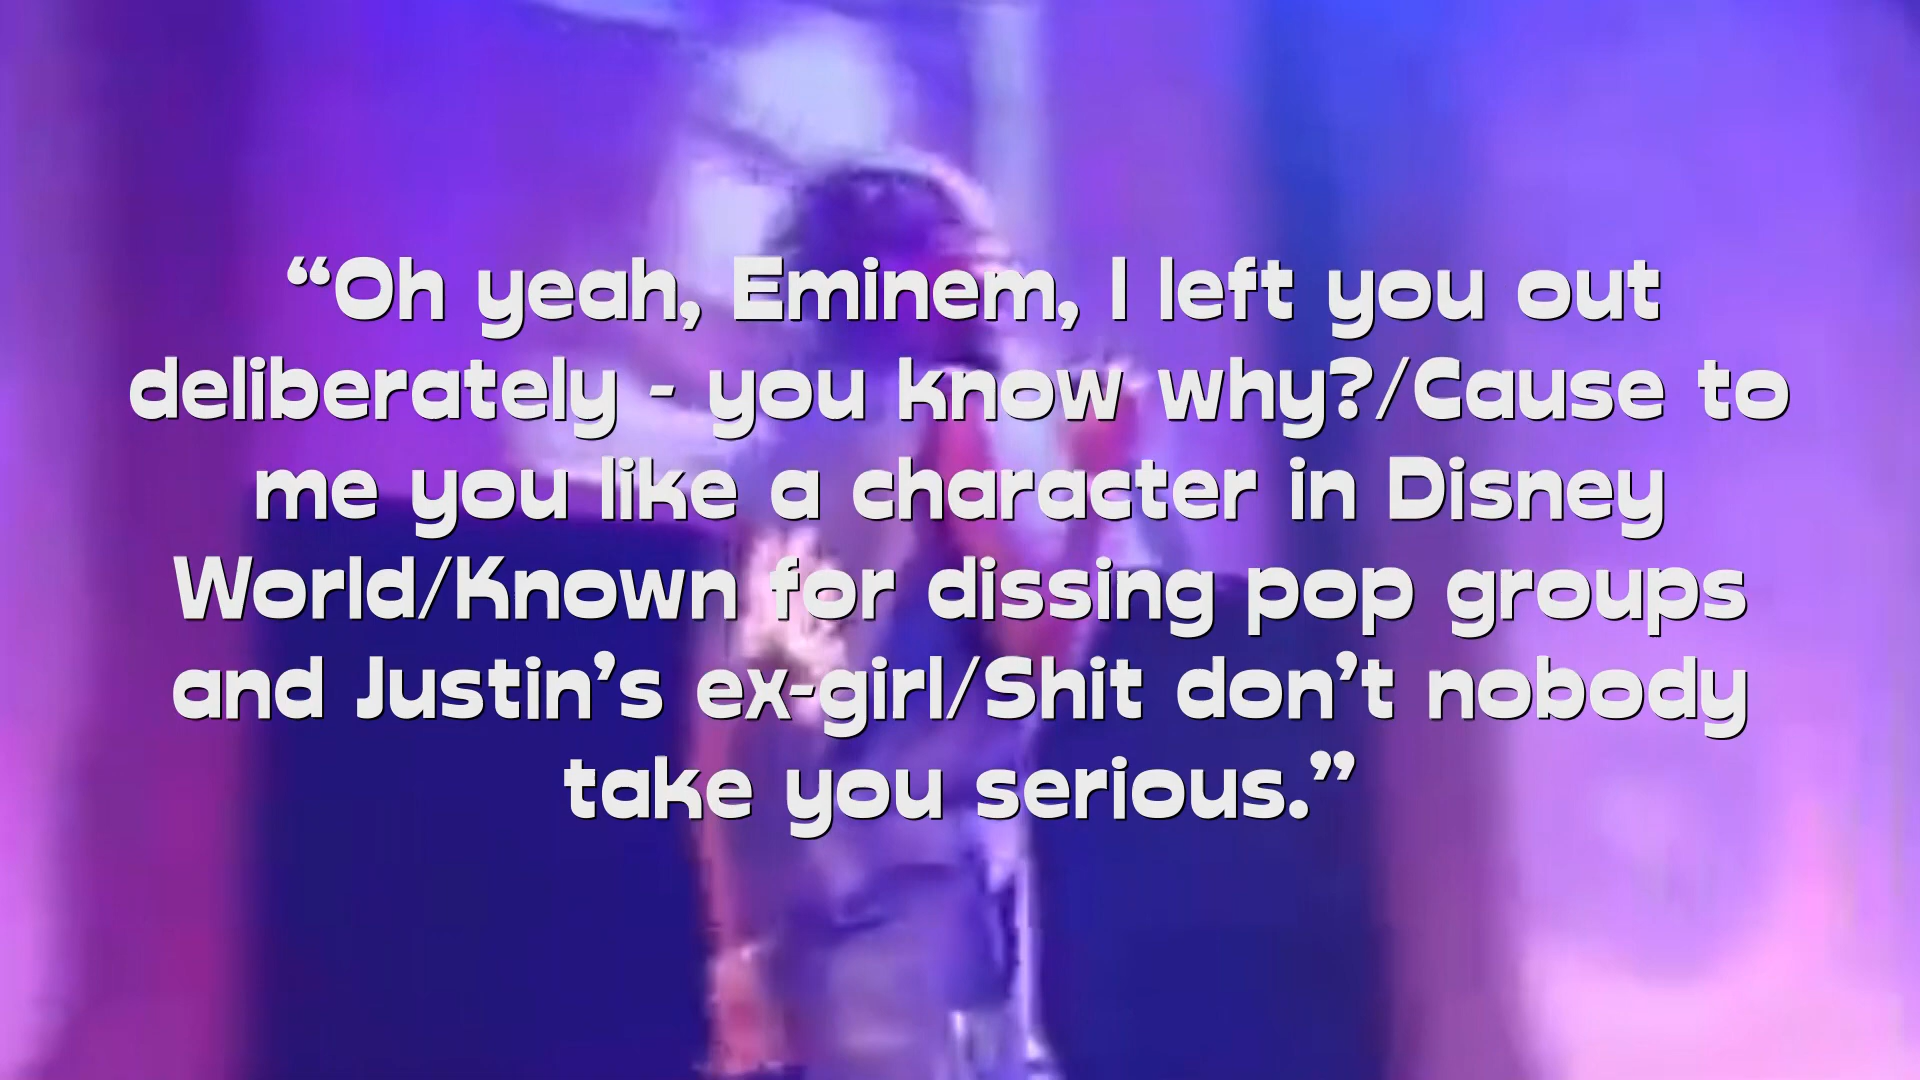 “Oh yeah, Eminem, I left you out
deliberately - you know why?/Cause to
me you like a character in Disney
World/Known for dissing pop groups
and Justin’s ex-girl/Shit don’t nobody
take you serious.”